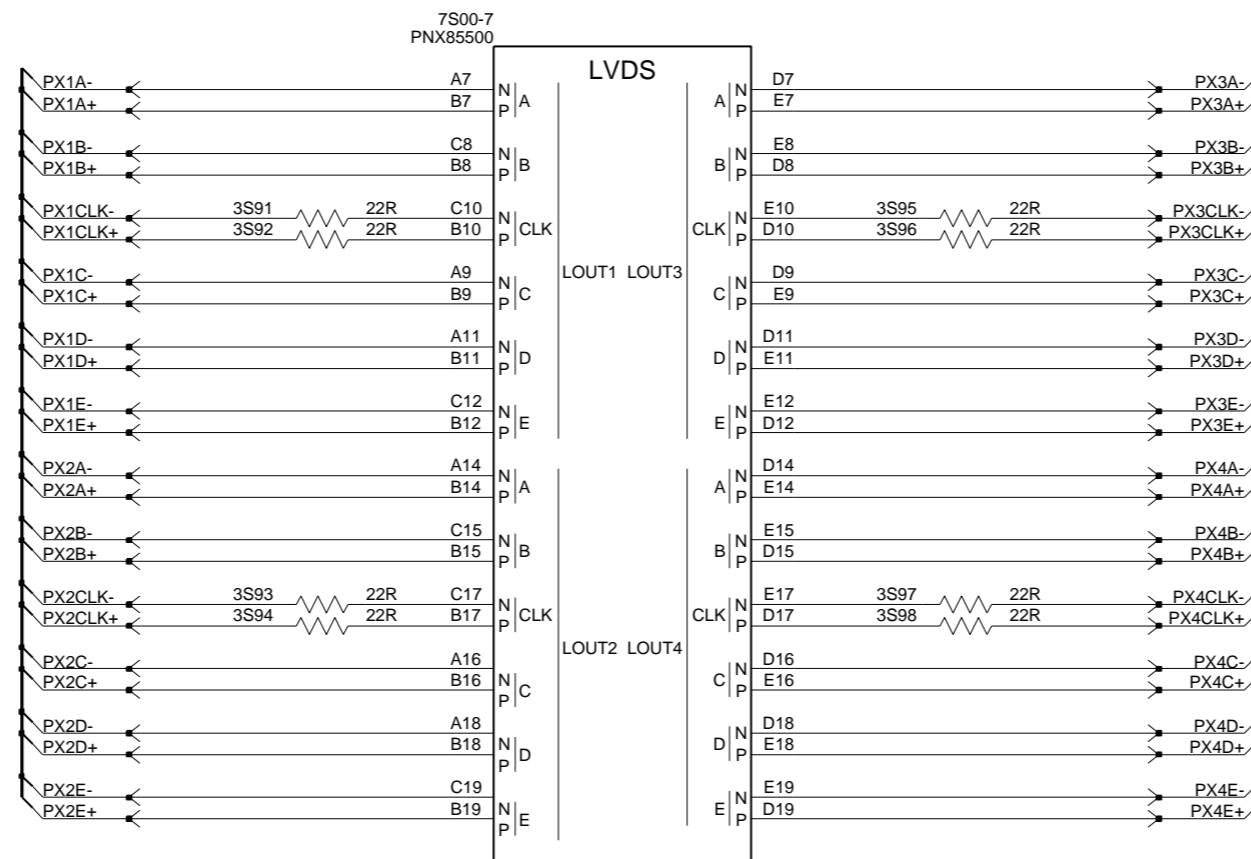 7S00-7
PNX85500
LVDS
PX1A- A7 N D7 PX3A-
PX1A+ B7 P A A N P E7 PX3A+
PX1B- C8 N E8 PX3B-
PX1B+ B8 P B B N P D8 PX3B+
PX1CLK- 3S91 22R C10 N E10 3S95 22R PX3CLK-
PX1CLK+ 3S92 22R B10 P CLK CLK N P D10 3S96 22R PX3CLK+
LOUT1 LOUT3
PX1C- A9 N D9 PX3C-
PX1C+ B9 P C C N P E9 PX3C+
PX1D- A11 N D11 PX3D-
PX1D+ B11 P D D N P E11 PX3D+
PX1E- C12 N E12 PX3E-
PX1E+ B12 P E E N P D12 PX3E+
PX2A- A14 N D14 PX4A-
PX2A+ B14 P A A N P E14 PX4A+
PX2B- C15 N E15 PX4B-
PX2B+ B15 P B B N P D15 PX4B+
PX2CLK- 3S93 22R C17 N E17 3S97 22R PX4CLK-
PX2CLK+ 3S94 22R B17 P CLK CLK N P D17 3S98 22R PX4CLK+
LOUT2 LOUT4
PX2C- A16 N D16 PX4C-
PX2C+ B16 P C C N P E16 PX4C+
PX2D- A18 N D18 PX4D-
PX2D+ B18 P D D N P E18 PX4D+
PX2E- C19 N E19 PX4E-
PX2E+ B19 P E E N P D19 PX4E+